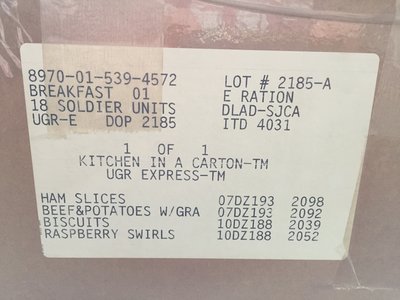 8970-01-539-4572 LOT # 2185-A
BREAKFAST 01 E RATION
18 SOLDIER UNITS DLAD-SJCA
UGR-E DOP 2185 ITD 4031
1 OF 1
KITCHEN IN A CARTON-TM
UGR EXPRESS-TM
HAM SLICES 07DZ193 2098
BEEF&POTATOES W/GRA 07DZ193 2092
BISCUITS 10DZ188 2039
RASPBERRY SWIRLS 10DZ188 2052